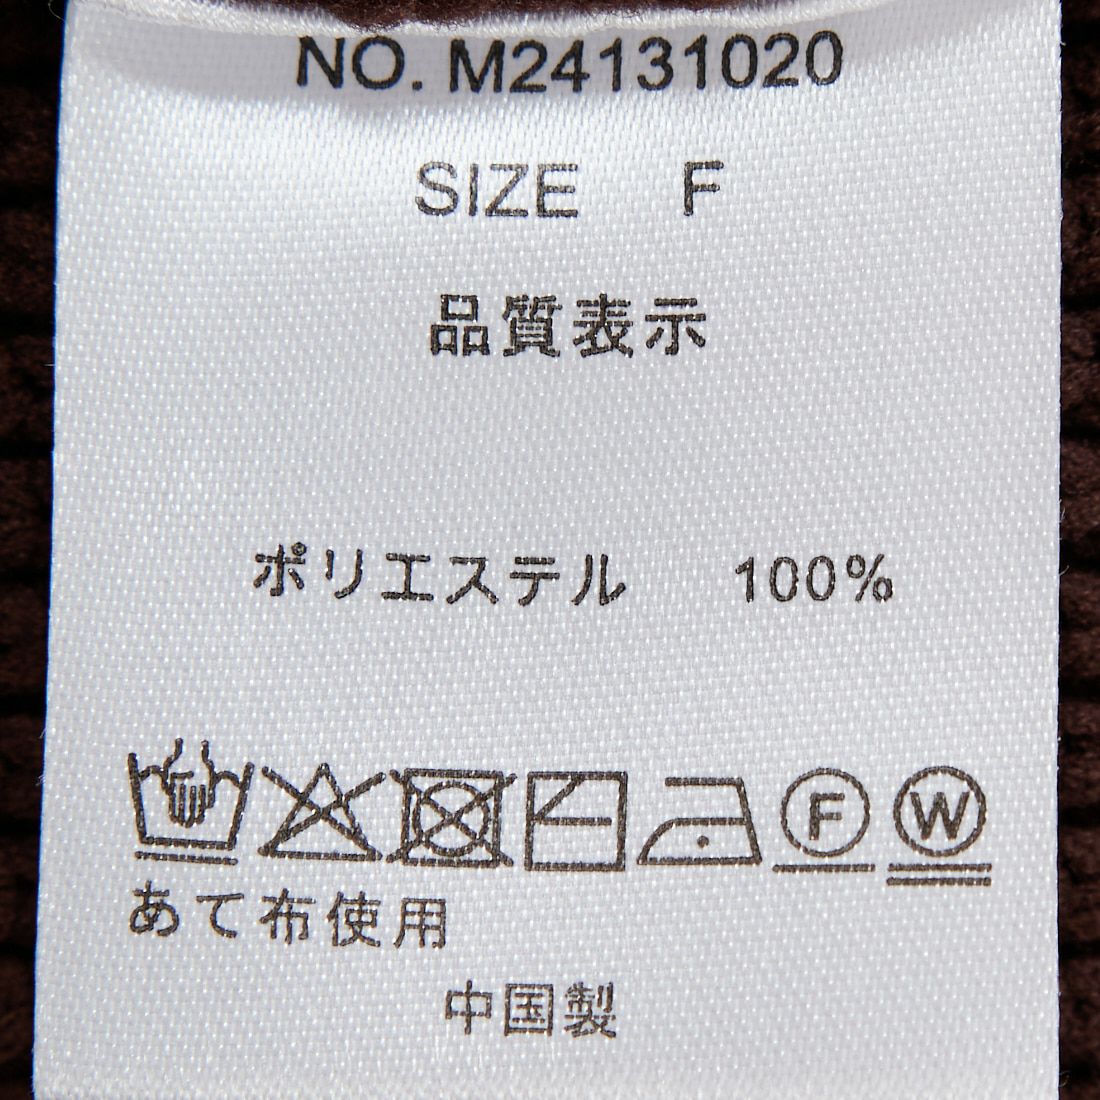 NO. M24131020
SIZE F
品質表示
ポリエステル 100%
F W
あて布使用
中国製